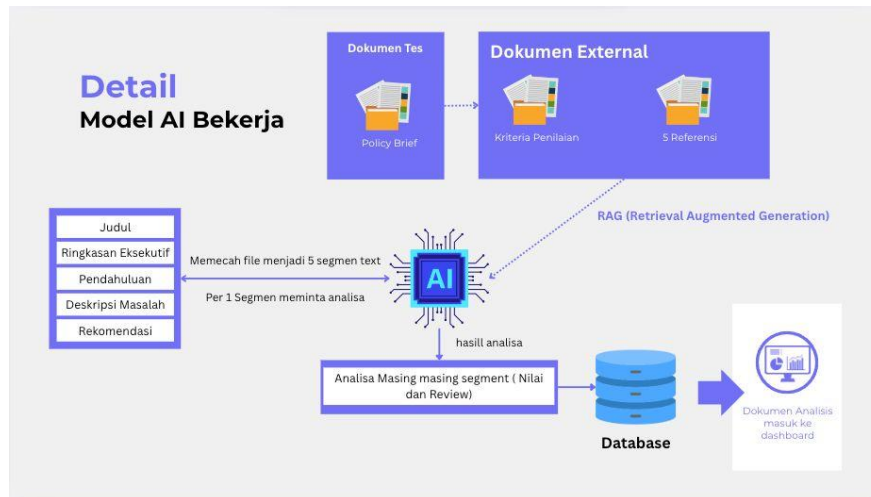 Detail
Model AI Bekerja
Dokumen Tes
Policy Brief
Dokumen External
Kriteria Penilaian
5 Referensi
RAG (Retrieval Augmented Generation)
Judul
Ringkasan Eksekutif
Pendahuluan
Deskripsi Masalah
Rekomendasi
Memecah file menjadi 5 segmen text
Per 1 Segmen meminta analisa
AI
hasill analisa
Analisa Masing masing segment ( Nilai
dan Review)
Database
Dokumen Analisis
masuk ke
dashboard